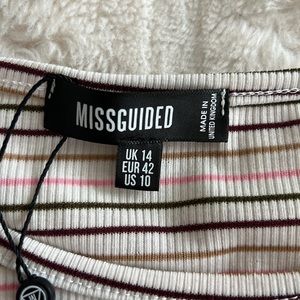 MISSGUIDED
MADE IN
UNITED KINGDOM
UK 14
EUR 42
US 10